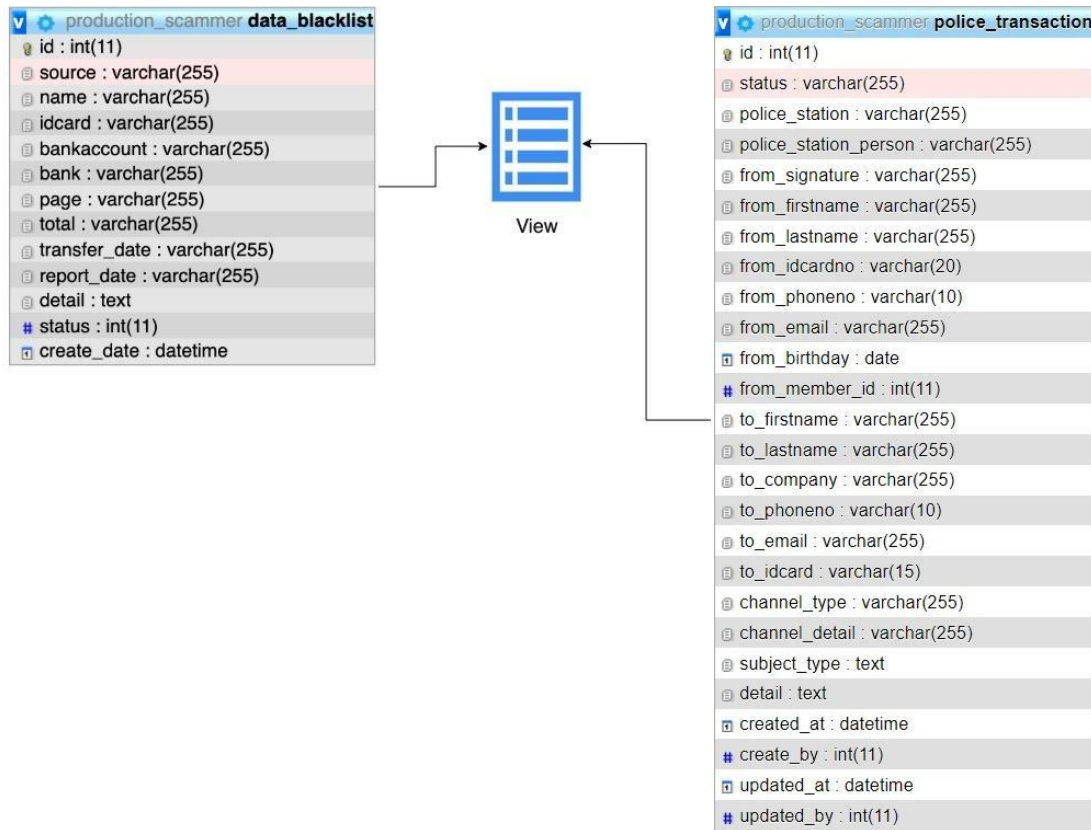 production_scammer data_blacklist
id : int(11)
source : varchar(255)
name : varchar(255)
idcard : varchar(255)
bankaccount : varchar(255)
bank : varchar(255)
page : varchar(255)
total : varchar(255)
transfer_date : varchar(255)
report_date : varchar(255)
detail : text
# status : int(11)
create_date : datetime
View
production_scammer police_transaction
id : int(11)
status : varchar(255)
police_station : varchar(255)
police_station_person : varchar(255)
from_signature : varchar(255)
from_firstname : varchar(255)
from_lastname : varchar(255)
from_idcardno : varchar(20)
from_phoneno : varchar(10)
from_email : varchar(255)
from_birthday : date
# from_member_id : int(11)
to_firstname : varchar(255)
to_lastname : varchar(255)
to_company : varchar(255)
to_phoneno : varchar(10)
to_email : varchar(255)
to_idcard : varchar(15)
channel_type : varchar(255)
channel_detail : varchar(255)
subject_type : text
detail : text
created_at : datetime
# create_by : int(11)
updated_at : datetime
# updated_by : int(11)